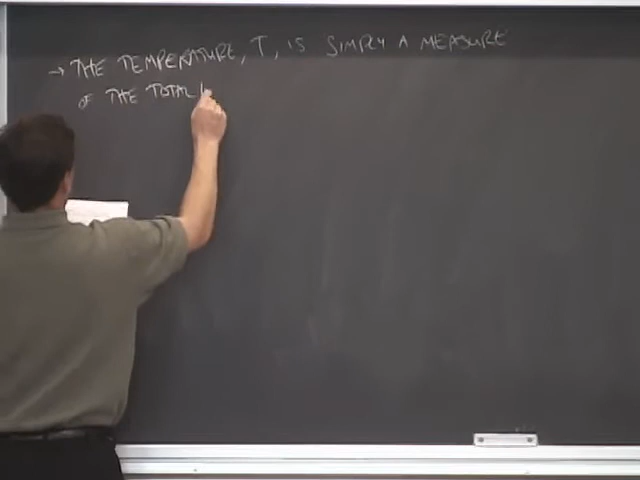 → THE TEMPERATURE, T, IS SIMPLY A MEASURE
OF THE TOTAL